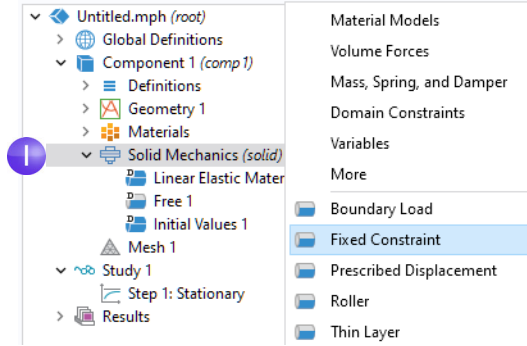 Untitled.mph (root)
Global Definitions
Component 1 (comp1)
Definitions
Geometry 1
Materials
Solid Mechanics (solid)
Linear Elastic Mater
Free 1
Initial Values 1
Mesh 1
Study 1
Step 1: Stationary
Results
1
Material Models
Volume Forces
Mass, Spring, and Damper
Domain Constraints
Variables
More
Boundary Load
Fixed Constraint
Prescribed Displacement
Roller
Thin Layer